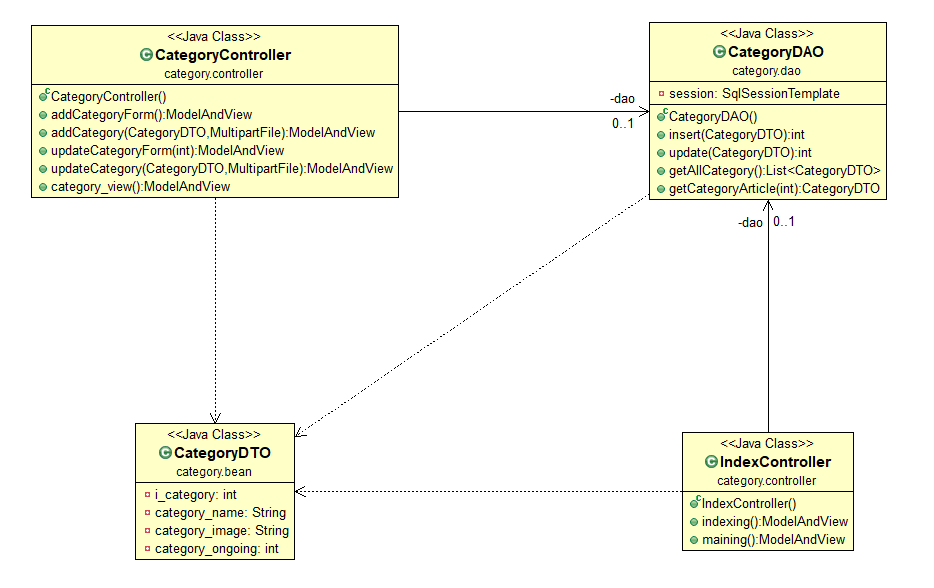 <<Java Class>>
CategoryController
category.controller
CategoryController()
addCategoryForm():ModelAndView
addCategory(CategoryDTO,MultipartFile):ModelAndView
updateCategoryForm(int):ModelAndView
updateCategory(CategoryDTO,MultipartFile):ModelAndView
category_view():ModelAndView
-dao
0..1
<<Java Class>>
CategoryDAO
category.dao
session: SqlSessionTemplate
CategoryDAO()
insert(CategoryDTO):int
update(CategoryDTO):int
getAllCategory():List<CategoryDTO>
getCategoryArticle(int):CategoryDTO
-dao 0..1
<<Java Class>>
CategoryDTO
category.bean
i_category: int
category_name: String
category_image: String
category_ongoing: int
<<Java Class>>
IndexController
category.controller
IndexController()
indexing():ModelAndView
maining():ModelAndView